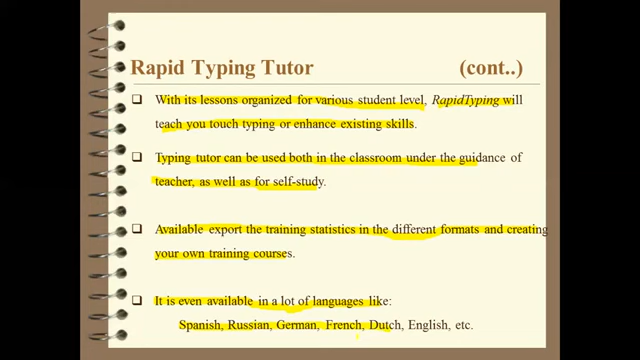 Rapid Typing Tutor (cont..)
❑ With its lessons organized for various student level, RapidTyping will
teach you touch typing or enhance existing skills.
❑ Typing tutor can be used both in the classroom under the guidance of
teacher, as well as for self-study.
❑ Available export the training statistics in the different formats and creating
your own training courses.
❑ It is even available in a lot of languages like:
Spanish, Russian, German, French, Dutch, English, etc.